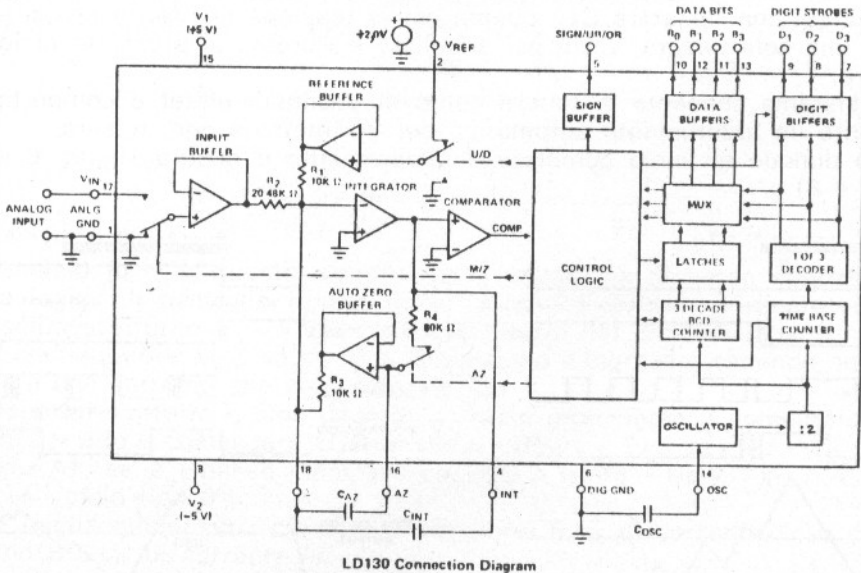 DATA BITS DIGIT STROBES
V1 (+5 V) +2.0V VREF SIGN/UR/OR B0 B1 B2 B3 D1 D2 D3
15 2 5 10 12 11 13 9 8 7
REFERENCE BUFFER
SIGN BUFFER
DATA BUFFERS
DIGIT BUFFERS
INPUT BUFFER
U/D
R1 10K Ω
R2 20 48K Ω
INTEGRATOR
COMPARATOR
COMP
VIN 17
ANALOG INPUT
ANLG GND 1
MUX
CONTROL LOGIC
M/Z
LATCHES
1 OF 3 DECODER
AUTO ZERO BUFFER
R4 80K Ω
3 DECADE BCD COUNTER
TIME BASE COUNTER
R3 10K Ω
AZ
OSCILLATOR
:2
18 16 4 6 14
V2 (-5 V)
CAZ AZ
INT
CINT
DIG GND
OSC
COSC
LD130 Connection Diagram